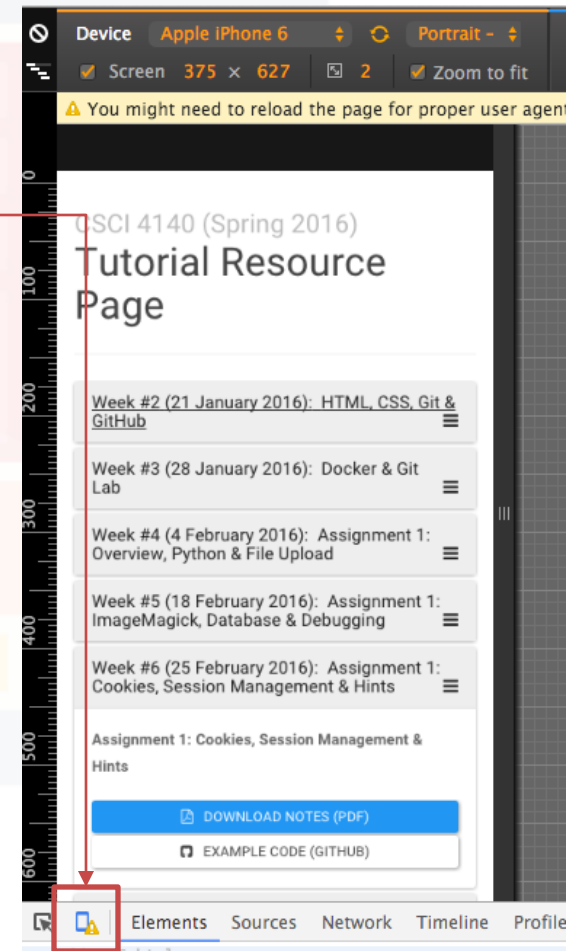 Device Apple iPhone 6 Portrait -
Screen 375 × 627 2 Zoom to fit
You might need to reload the page for proper user agent
0
100
200
300
400
500
600
CSCI 4140 (Spring 2016)
Tutorial Resource
Page
Week #2 (21 January 2016): HTML, CSS, Git &
GitHub
Week #3 (28 January 2016): Docker & Git
Lab
Week #4 (4 February 2016): Assignment 1:
Overview, Python & File Upload
Week #5 (18 February 2016): Assignment 1:
ImageMagick, Database & Debugging
Week #6 (25 February 2016): Assignment 1:
Cookies, Session Management & Hints
Assignment 1: Cookies, Session Management &
Hints
DOWNLOAD NOTES (PDF)
EXAMPLE CODE (GITHUB)
Elements Sources Network Timeline Profile